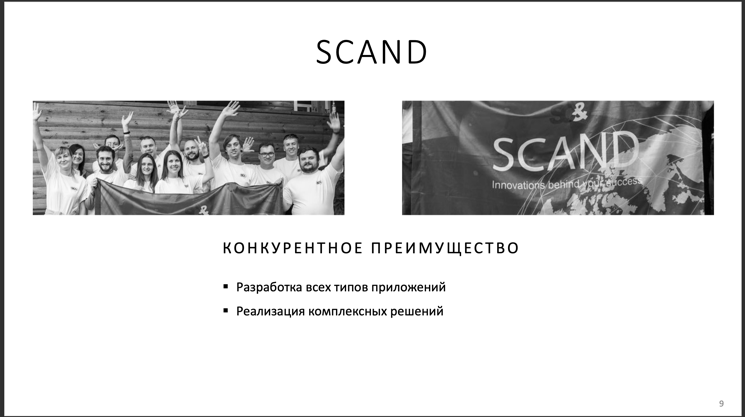 SCAND
&
&
SCAND
Innovations behind your success
КОНКУРЕНТНОЕ ПРЕИМУЩЕСТВО
▪ Разработка всех типов приложений
▪ Реализация комплексных решений
9